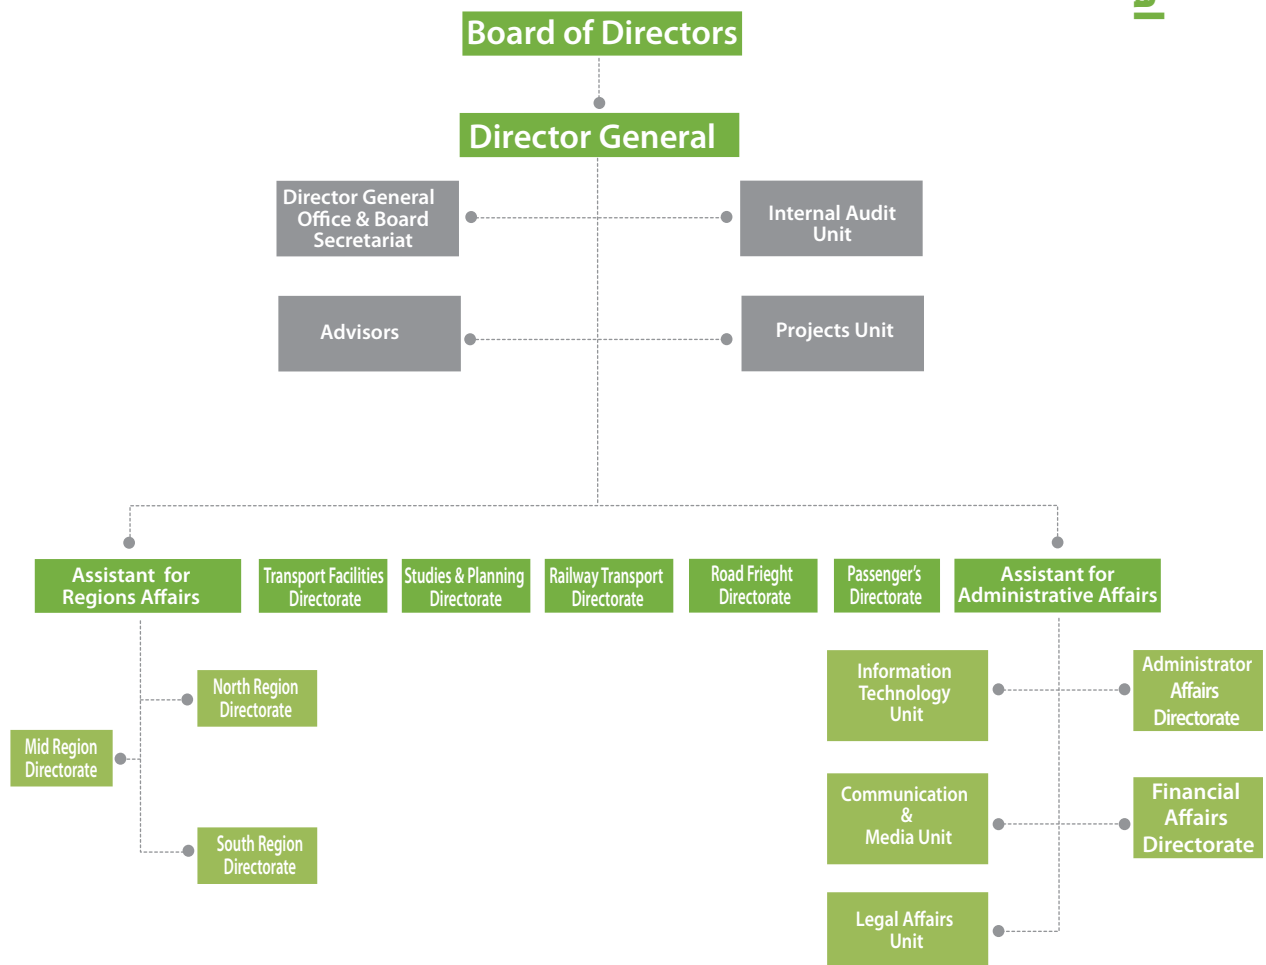 Board of Directors
Director General
Director General
Office & Board
Secretariat
Internal Audit
Unit
Advisors
Projects Unit
Assistant for
Regions Affairs
Transport Facilities
Directorate
Studies & Planning
Directorate
Railway Transport
Directorate
Road Frieght
Directorate
Passenger's
Directorate
Assistant for
Administrative Affairs
North Region
Directorate
Mid Region
Directorate
South Region
Directorate
Information
Technology
Unit
Administrator
Affairs
Directorate
Communication
&
Media Unit
Financial
Affairs
Directorate
Legal Affairs
Unit